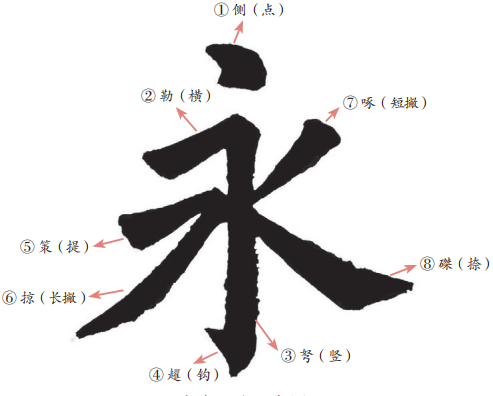 ①侧(点)
②勒(横)
⑦啄(短撇)
永
⑤策(提)
⑧磔(捺)
⑥掠(长撇)
③弩(竖)
④趯(钩)